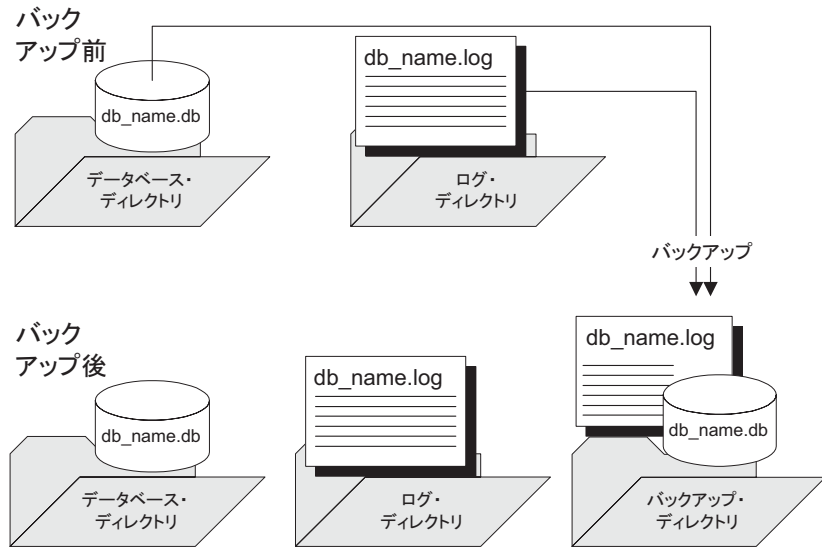 バック
アップ前
db_name.db
データベース・
ディレクトリ
db_name.log
ログ・
ディレクトリ
バックアップ
バック
アップ後
db_name.db
データベース・
ディレクトリ
db_name.log
ログ・
ディレクトリ
db_name.log
db_name.db
バックアップ・
ディレクトリ